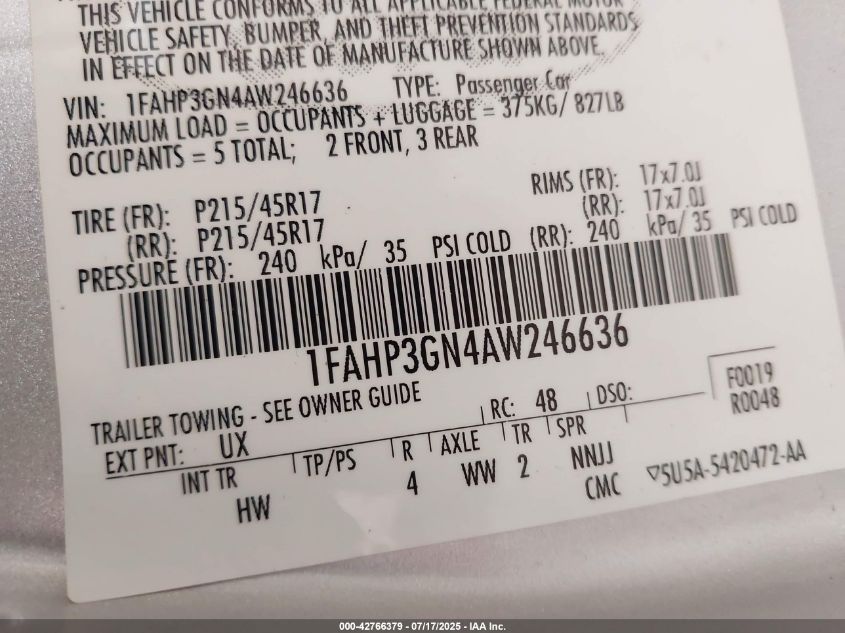 THIS VEHICLE CONFORMS TO ALL APPLICABLE FEDERAL MOTOR
VEHICLE SAFETY, BUMPER, AND THEFT PREVENTION STANDARDS
IN EFFECT ON THE DATE OF MANUFACTURE SHOWN ABOVE.
VIN: 1FAHP3GN4AW246636 TYPE: Passenger Car
MAXIMUM LOAD = OCCUPANTS + LUGGAGE = 375KG/ 827LB
OCCUPANTS = 5 TOTAL; 2 FRONT, 3 REAR
TIRE (FR): P215/45R17 RIMS (FR): 17x7.0J
(RR): P215/45R17 (RR): 17x7.0J
PRESSURE (FR): 240 kPa/ 35 PSI COLD (RR): 240 kPa/ 35 PSI COLD
1FAHP3GN4AW246636
TRAILER TOWING - SEE OWNER GUIDE
RC: 48 DSO: F0019
R0048
EXT PNT: UX
INT TR TP/PS R AXLE TR SPR
HW 4 WW 2 NNJJ
CMC
5U5A-5420472-AA
000-42766379 - 07/17/2025 - IAA Inc.